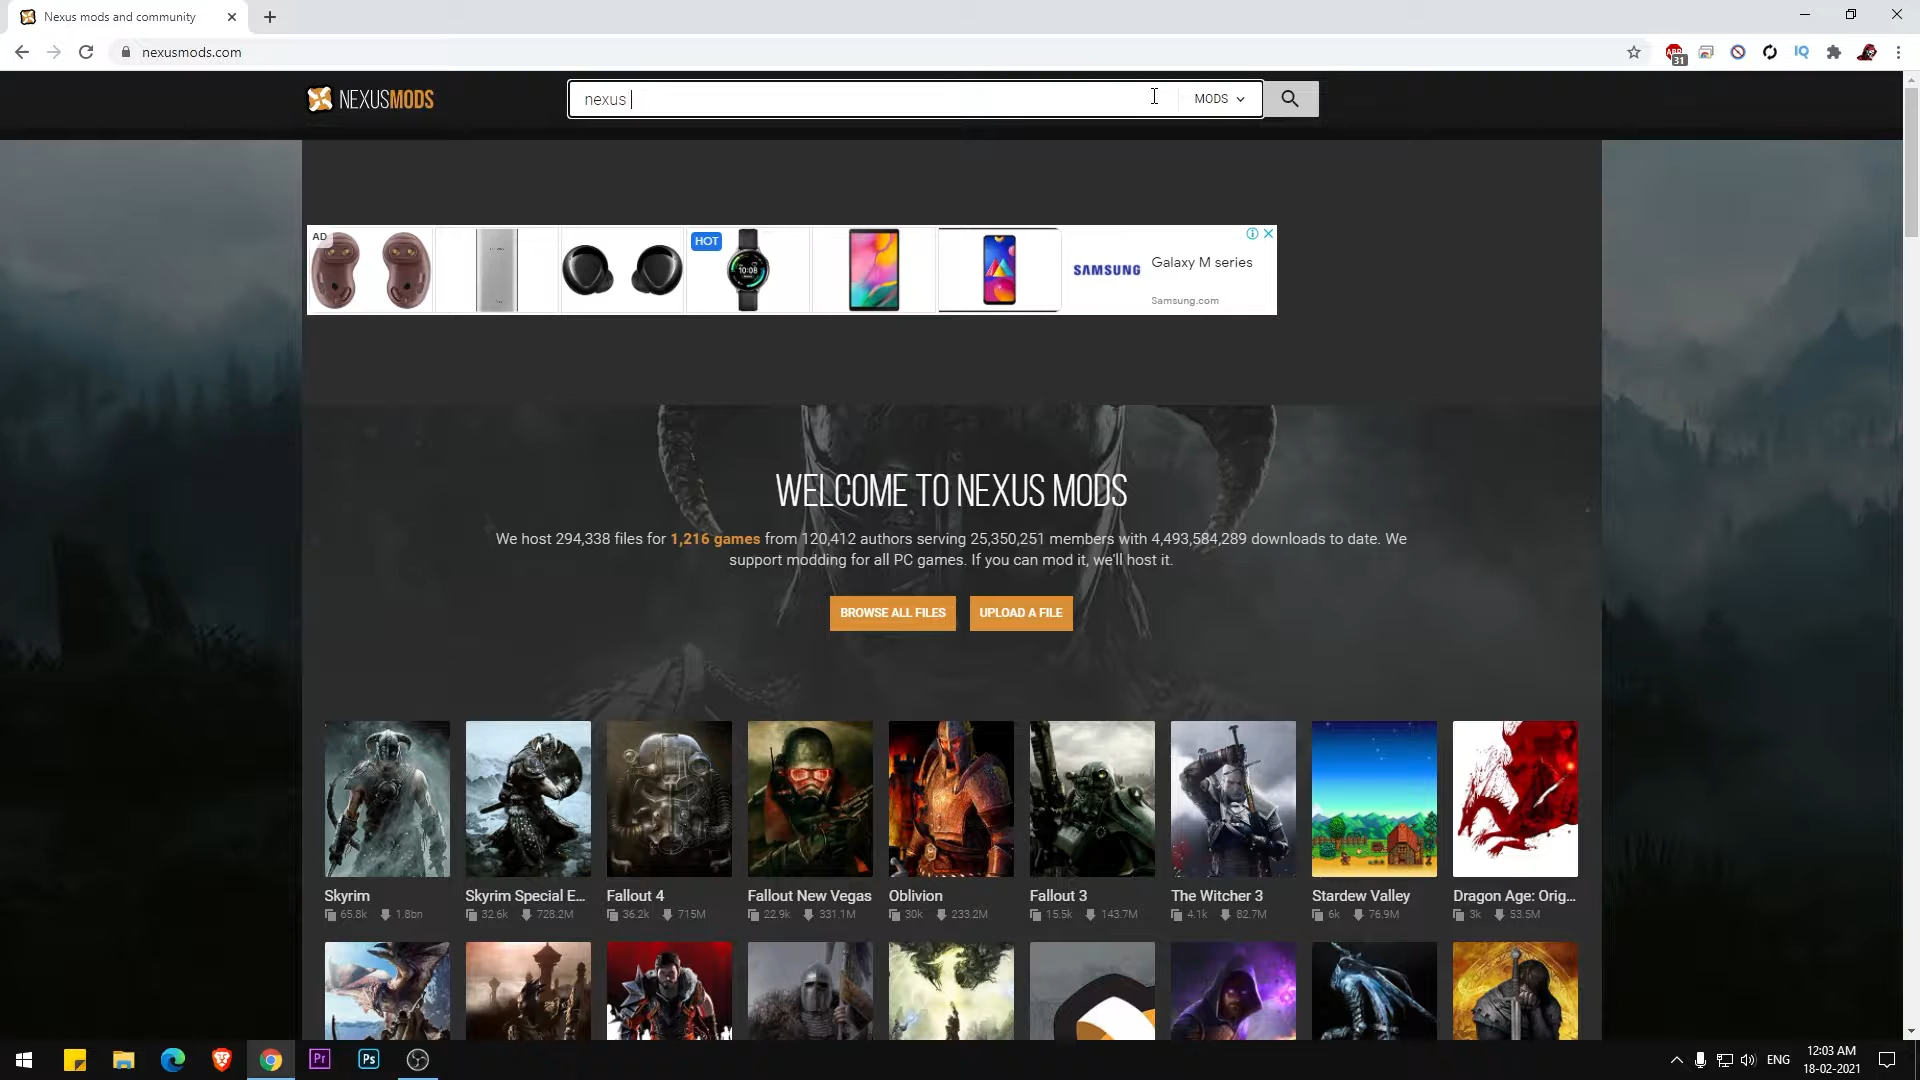 Nexus mods and community
nexusmods.com
31
IQ
NEXUSMODS
nexus
MODS
AD
HOT
10:08
SAMSUNG
Galaxy M series
Samsung.com
WELCOME TO NEXUS MODS
We host 294,338 files for 1,216 games from 120,412 authors serving 25,350,251 members with 4,493,584,289 downloads to date. We
support modding for all PC games. If you can mod it, we'll host it.
BROWSE ALL FILES
UPLOAD A FILE
Skyrim
65.8k 1.8bn
Skyrim Special E...
32.6k 728.2M
Fallout 4
36.2k 715M
Fallout New Vegas
22.9k 331.1M
Oblivion
30k 233.2M
Fallout 3
15.5k 143.7M
The Witcher 3
4.1k 82.7M
Stardew Valley
6k 76.9M
Dragon Age: Orig...
3k 53.5M
Pr
Ps
ENG
12:03 AM
18-02-2021